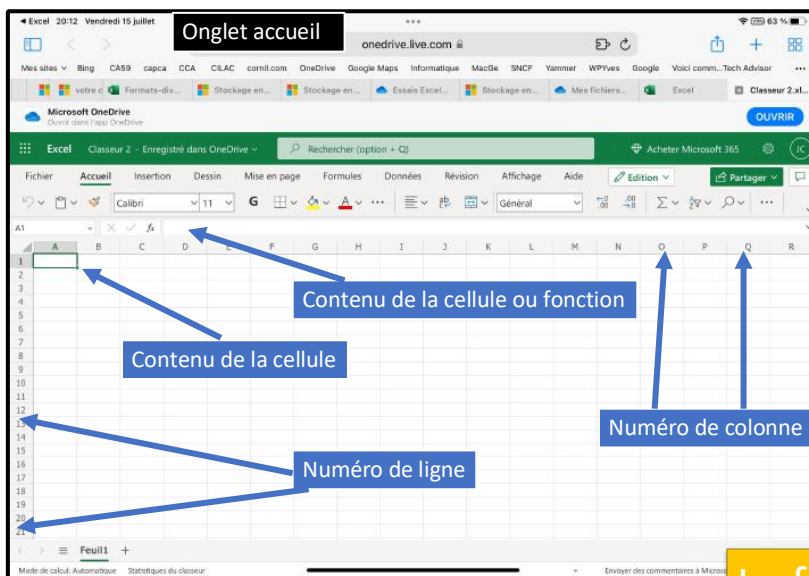 Excel 20:12 Vendredi 15 juillet
63 %
Onglet accueil
onedrive.live.com
Mes sites Bing CA59 capca CCA CILAC cornil.com OneDrive Google Maps Informatique MacGe SNCF Yammer WPYves Google Voici comm... Tech Advisor
votre c Formats-div... Stockage en... Stockage en... Essais Excel... Stockage en... Mes fichiers... Excel Classeur 2.xl...
Microsoft OneDrive
Ouvrir dans l'app OneDrive
OUVRIR
Excel Classeur 2 - Enregistré dans OneDrive Rechercher (option + Q) Acheter Microsoft 365 JC
Fichier Accueil Insertion Dessin Mise en page Formules Données Révision Affichage Aide Edition Partager
Calibri 11 G A ab Général
A1 fx
A B C D E F G H I J K L M N O P Q R
1
2
3
4
Contenu de la cellule ou fonction
5
6
7
8
Contenu de la cellule
9
10
11
12
13
Numéro de colonne
14
15
16
Numéro de ligne
17
18
19
20
21
Feuil1 +
Mode de calcul: Automatique Statistiques du classeur Envoyer des commentaires à Microso